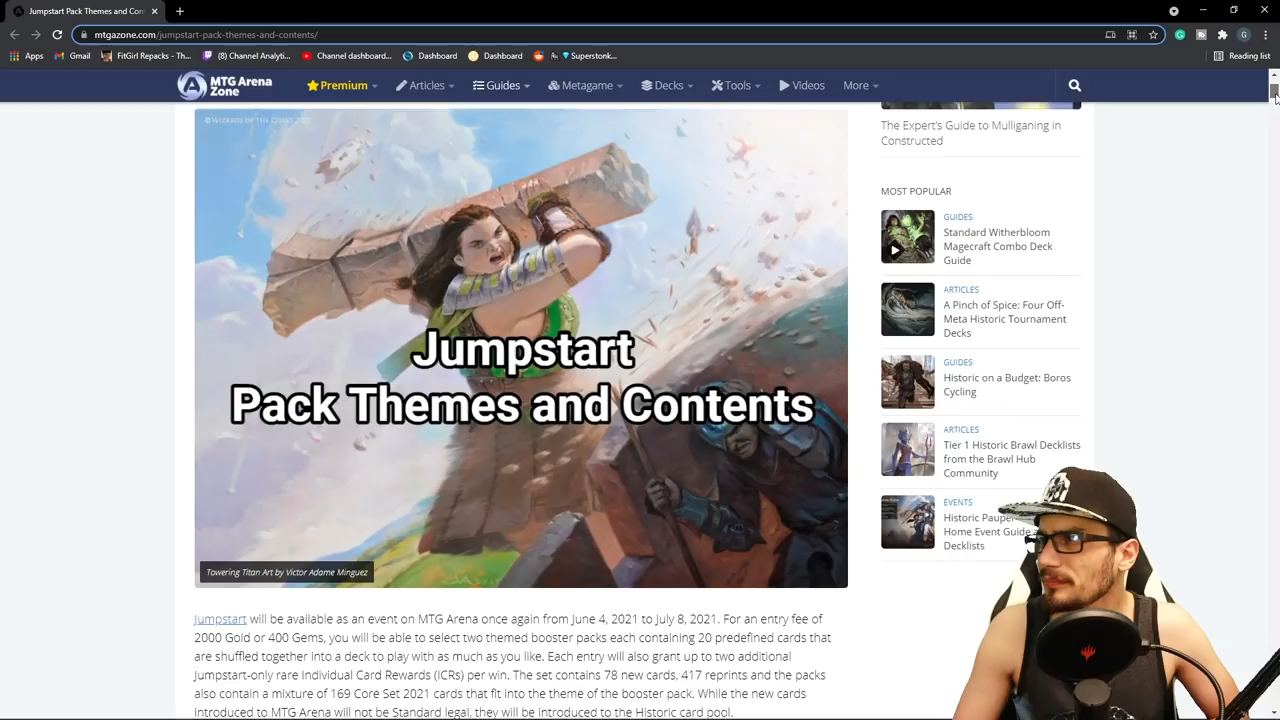 Jumpstart Pack Themes and Cont
mtgazone.com/jumpstart-pack-themes-and-contents/
Apps
Gmail
FitGirl Repacks - Th...
(8) Channel Analyti...
Channel dashboard...
Dashboard
Dashboard
Superstonk...
Reading list
MTG Arena
Zone
Premium
Articles
Guides
Metagame
Decks
Tools
Videos
More
Jumpstart
Pack Themes and Contents
Towering Titan Art by Victor Adame Minguez
Jumpstart will be available as an event on MTG Arena once again from June 4, 2021 to July 8, 2021. For an entry fee of
2000 Gold or 400 Gems, you will be able to select two themed booster packs each containing 20 predefined cards that
are shuffled together into a deck to play with as much as you like. Each entry will also grant up to two additional
Jumpstart-only rare Individual Card Rewards (ICRs) per win. The set contains 78 new cards, 417 reprints and the packs
also contain a mixture of 169 Core Set 2021 cards that fit into the theme of the booster pack. While the new cards
introduced to MTG Arena will not be Standard legal, they will be introduced to the Historic card pool.
The Expert's Guide to Mulliganing in
Constructed
MOST POPULAR
GUIDES
Standard Witherbloom
Magecraft Combo Deck
Guide
ARTICLES
A Pinch of Spice: Four Off-
Meta Historic Tournament
Decks
GUIDES
Historic on a Budget: Boros
Cycling
ARTICLES
Tier 1 Historic Brawl Decklists
from the Brawl Hub
Community
EVENTS
Historic Pauper
Home Event Guide
Decklists